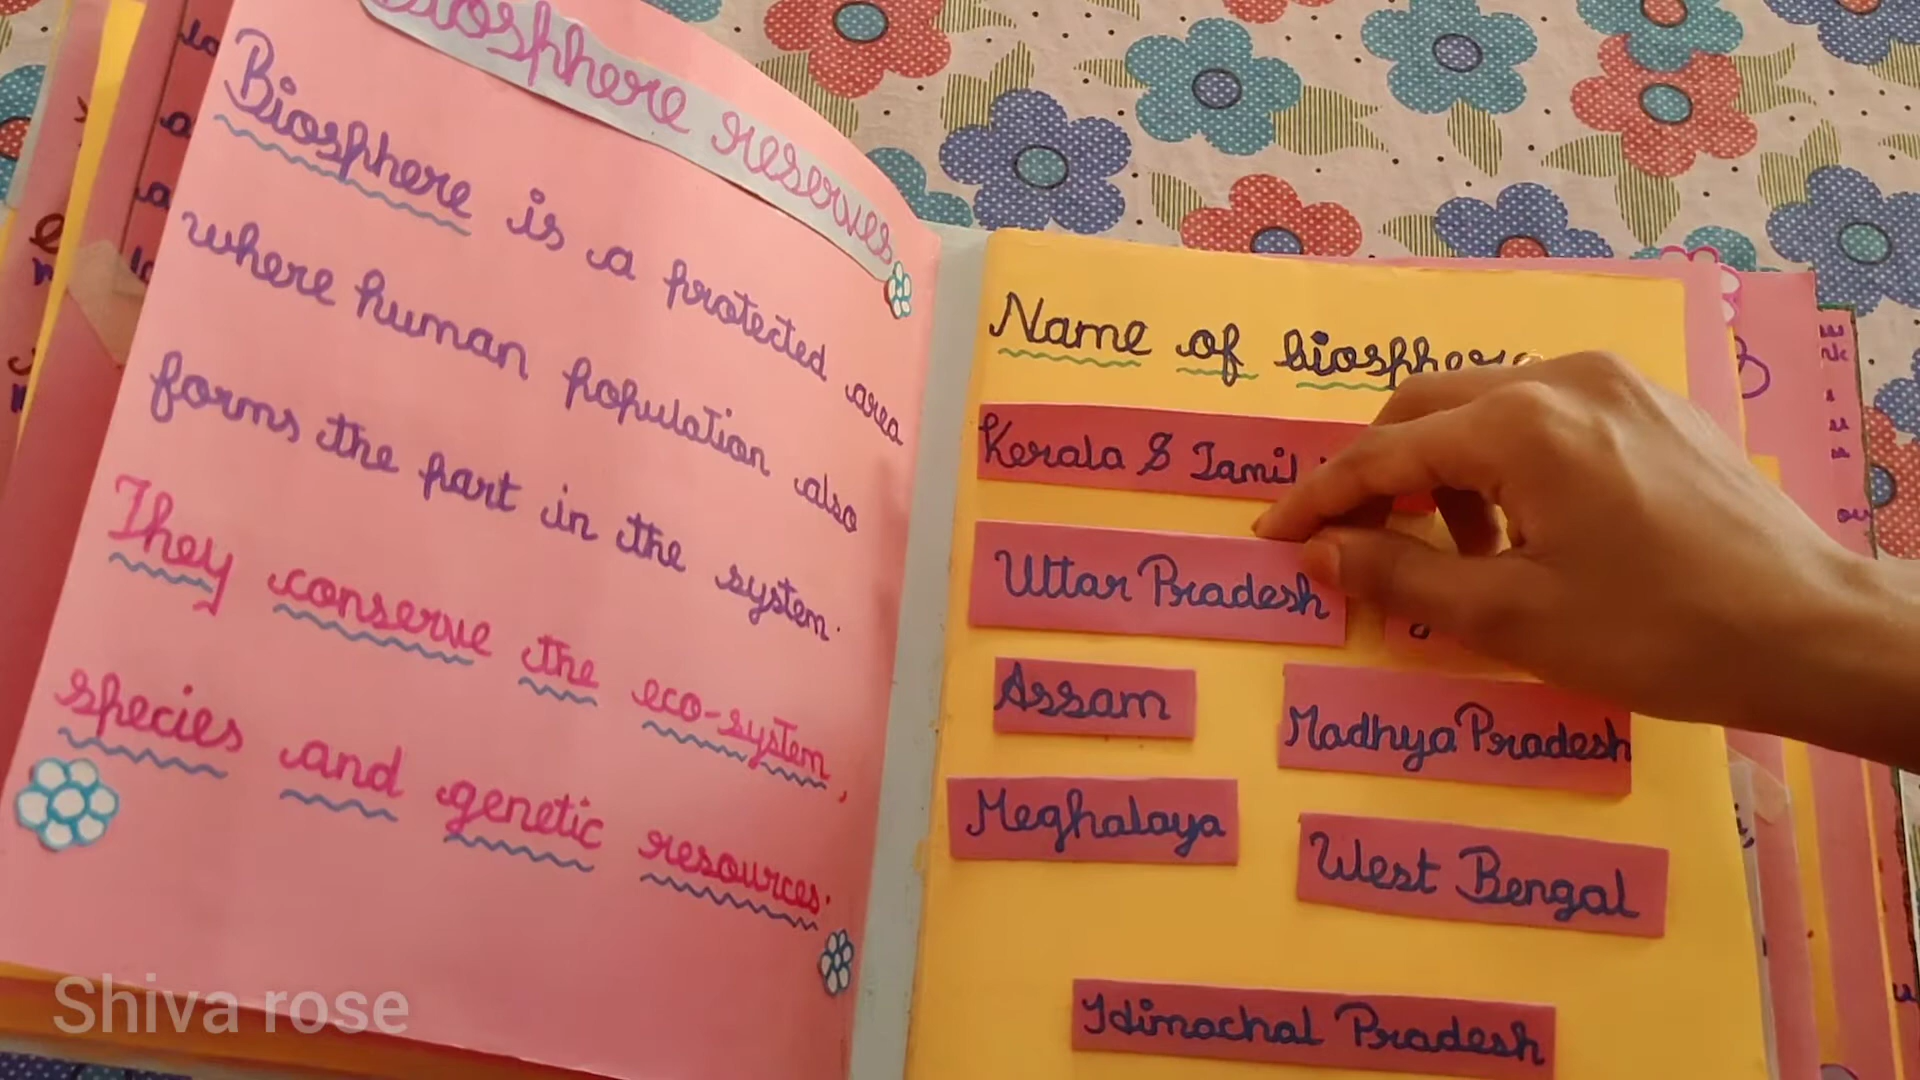 Biosphere reserves
Biosphere is a protected area
where human population also
forms the part in the system.
They conserve the eco-system,
species and genetic resources.
Name of biosphere
Kerala & Tamil
Uttar Pradesh
Assam
Madhya Pradesh
Meghalaya
West Bengal
Himachal Pradesh
Shiva rose